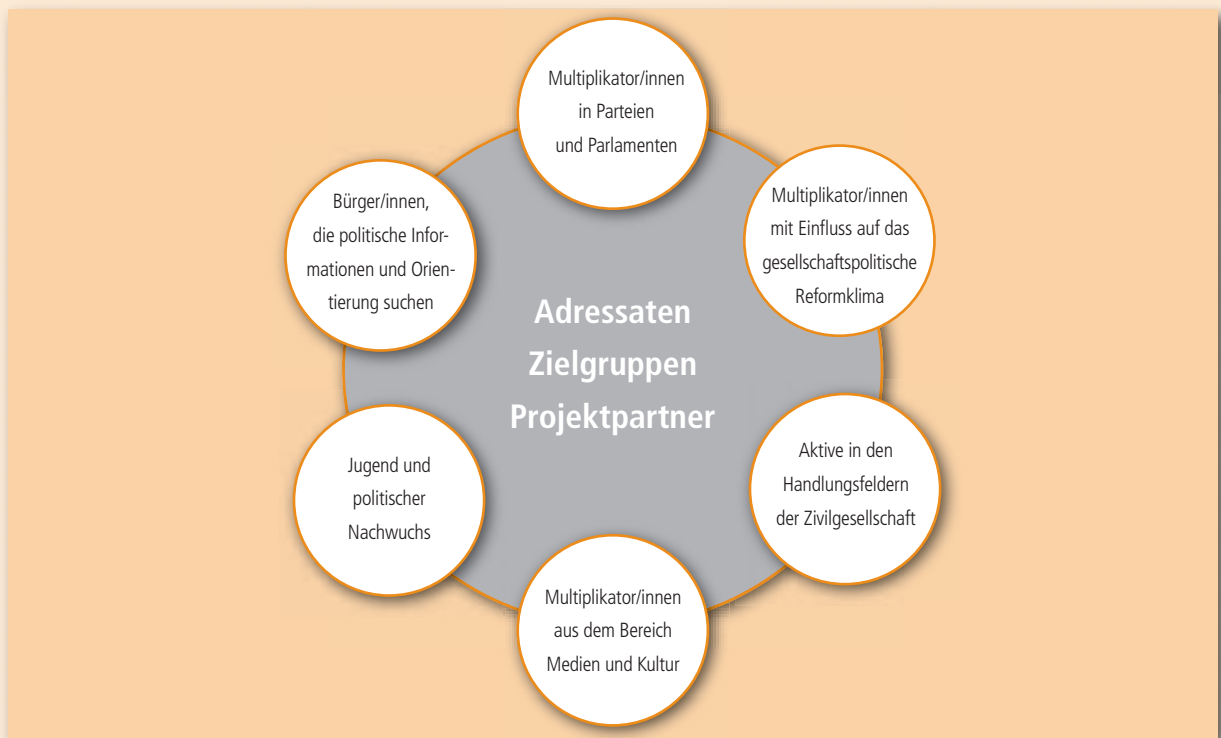 Multiplikator/innen
in Parteien
und Parlamenten
Multiplikator/innen
mit Einfluss auf das
gesellschaftspolitische
Reformklima
Aktive in den
Handlungsfeldern
der Zivilgesellschaft
Multiplikator/innen
aus dem Bereich
Medien und Kultur
Jugend und
politischer
Nachwuchs
Bürger/innen,
die politische Infor-
mationen und Orien-
tierung suchen
Adressaten
Zielgruppen
Projektpartner